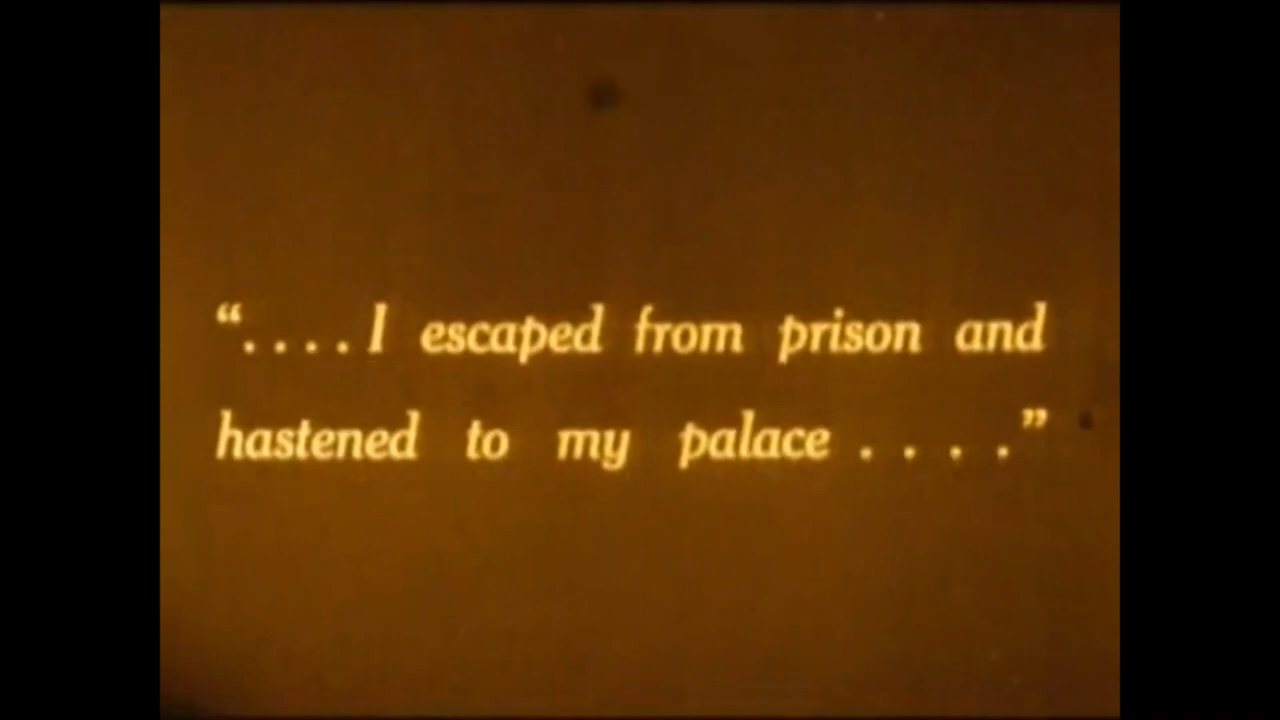 “. . . . I escaped from prison and
hastened to my palace . . . .”